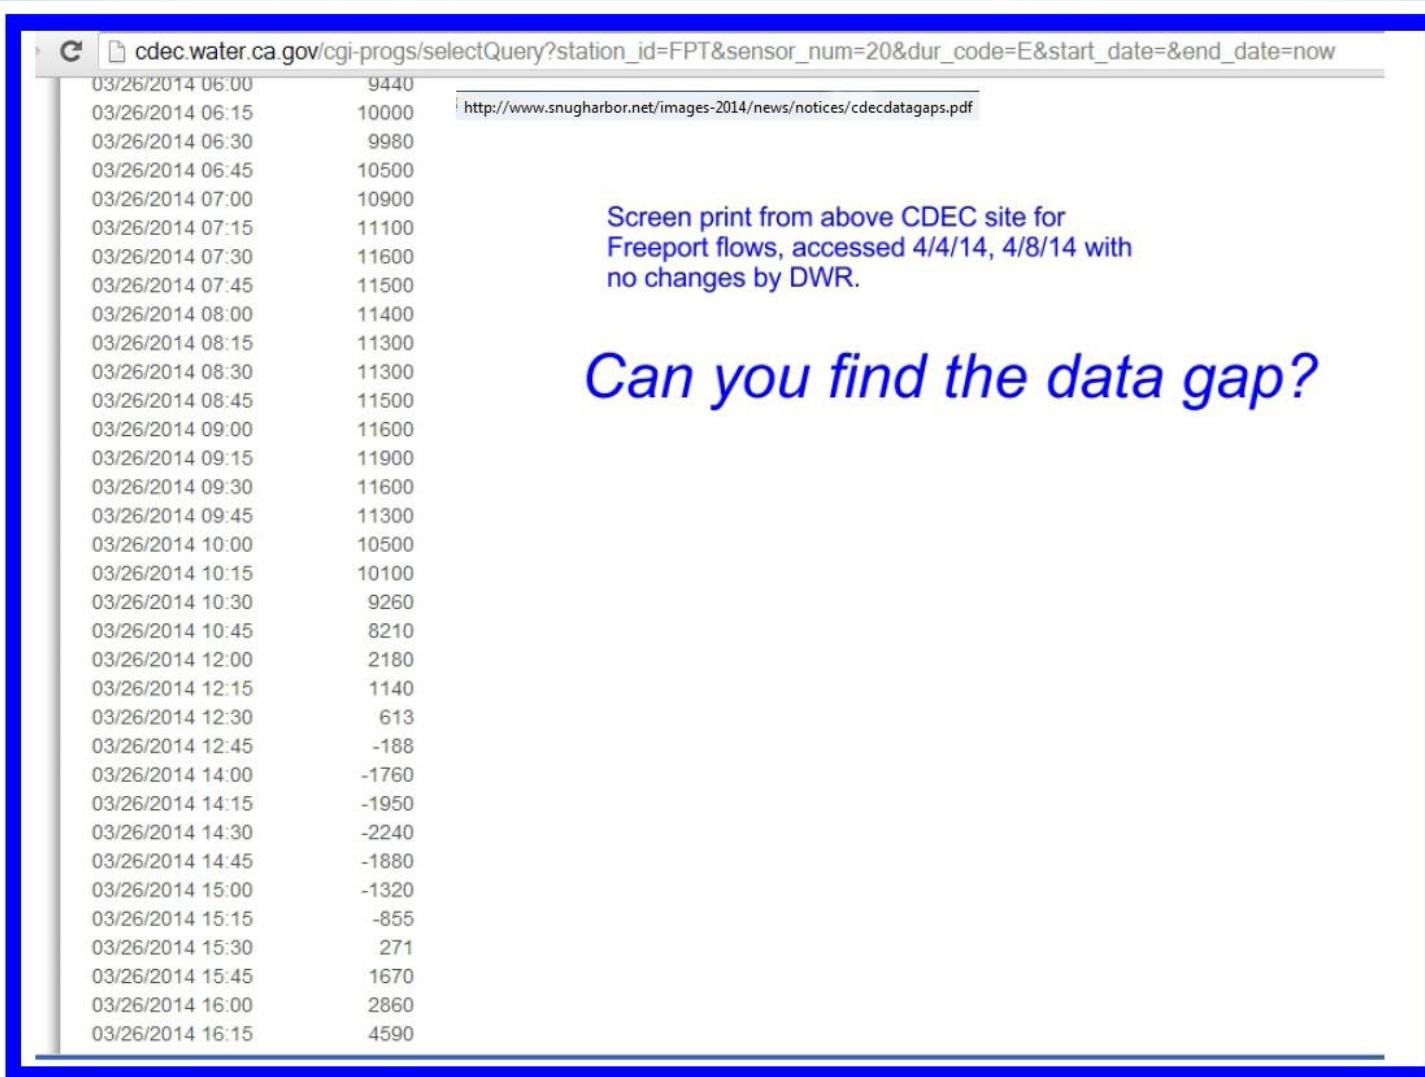 cdec.water.ca.gov/cgi-progs/selectQuery?station_id=FPT&sensor_num=20&dur_code=E&start_date=&end_date=now
03/26/2014 06:00 9440
http://www.snugharbor.net/images-2014/news/notices/cdecdatagaps.pdf
03/26/2014 06:15 10000
03/26/2014 06:30 9980
03/26/2014 06:45 10500
03/26/2014 07:00 10900
03/26/2014 07:15 11100
03/26/2014 07:30 11600
03/26/2014 07:45 11500
03/26/2014 08:00 11400
03/26/2014 08:15 11300
03/26/2014 08:30 11300
03/26/2014 08:45 11500
03/26/2014 09:00 11600
03/26/2014 09:15 11900
03/26/2014 09:30 11600
03/26/2014 09:45 11300
03/26/2014 10:00 10500
03/26/2014 10:15 10100
03/26/2014 10:30 9260
03/26/2014 10:45 8210
03/26/2014 12:00 2180
03/26/2014 12:15 1140
03/26/2014 12:30 613
03/26/2014 12:45 -188
03/26/2014 14:00 -1760
03/26/2014 14:15 -1950
03/26/2014 14:30 -2240
03/26/2014 14:45 -1880
03/26/2014 15:00 -1320
03/26/2014 15:15 -855
03/26/2014 15:30 271
03/26/2014 15:45 1670
03/26/2014 16:00 2860
03/26/2014 16:15 4590
Screen print from above CDEC site for
Freeport flows, accessed 4/4/14, 4/8/14 with
no changes by DWR.
Can you find the data gap?